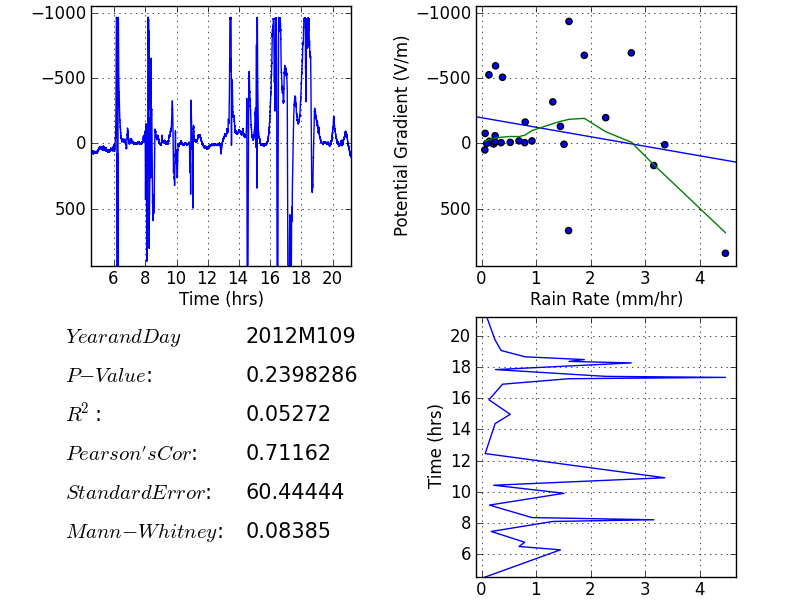 −1000
−500
0
500
6 8 10 12 14 16 18 20
Time (hrs)
Potential Gradient (V/m)
−1000
−500
0
500
0 1 2 3 4
Rain Rate (mm/hr)
YearandDay 2012M109
P−Value: 0.2398286
R²: 0.05272
Pearson'sCor: 0.71162
StandardError: 60.44444
Mann−Whitney: 0.08385
Time (hrs)
20
18
16
14
12
10
8
6
0 1 2 3 4